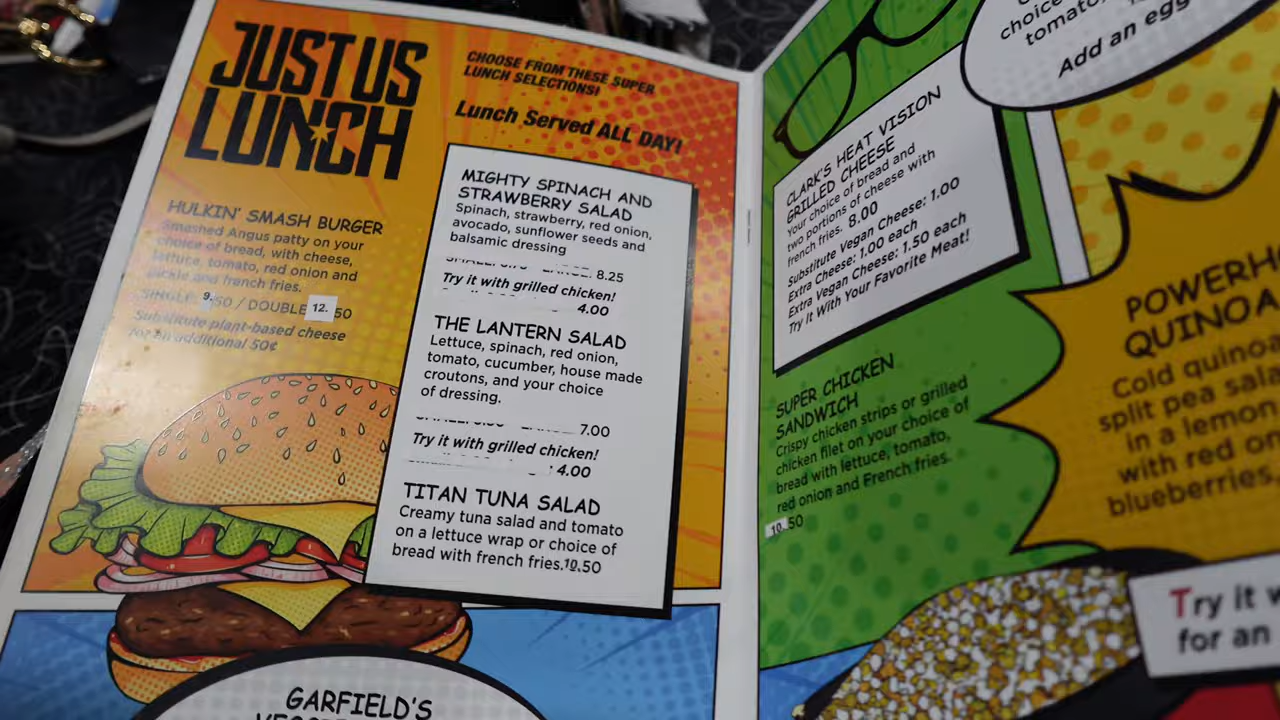 JUST US
LUNCH
CHOOSE FROM THESE SUPER
LUNCH SELECTIONS!
Lunch Served ALL DAY!
HULKIN' SMASH BURGER
Smashed Angus patty on your
choice of bread, with cheese,
lettuce, tomato, red onion and
pickle and french fries.
SINGLE 9.50 / DOUBLE 12.50
Substitute plant-based cheese
for an additional 50¢
MIGHTY SPINACH AND
STRAWBERRY SALAD
Spinach, strawberry, red onion,
avocado, sunflower seeds and
balsamic dressing
8.25
Try it with grilled chicken!
4.00
THE LANTERN SALAD
Lettuce, spinach, red onion,
tomato, cucumber, house made
croutons, and your choice
of dressing.
7.00
Try it with grilled chicken!
4.00
TITAN TUNA SALAD
Creamy tuna salad and tomato
on a lettuce wrap or choice of
bread with french fries.10.50
GARFIELD'S
choice
tomato,
Add an egg
CLARK'S HEAT VISION
GRILLED CHEESE
Your choice of bread and
two portions of cheese with
french fries. 8.00
Substitute Vegan Cheese: 1.00
Extra Cheese: 1.00 each
Extra Vegan Cheese: 1.50 each
Try It With Your Favorite Meat!
SUPER CHICKEN
SANDWICH
Crispy chicken strips or grilled
chicken filet on your choice of
bread with lettuce, tomato,
red onion and French fries.
10.50
POWERH
QUINOA
Cold quinoa
split pea sala
in a lemon
with red on
blueberries,
Try it w
for an